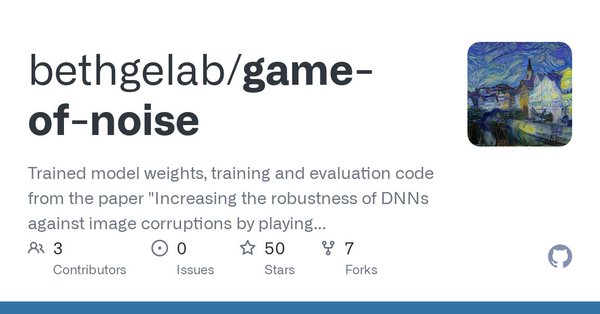 bethgelab/game-
of-noise
Trained model weights, training and evaluation code
from the paper "Increasing the robustness of DNNs
against image corruptions by playing...
3 0 50 7
Contributors Issues Stars Forks